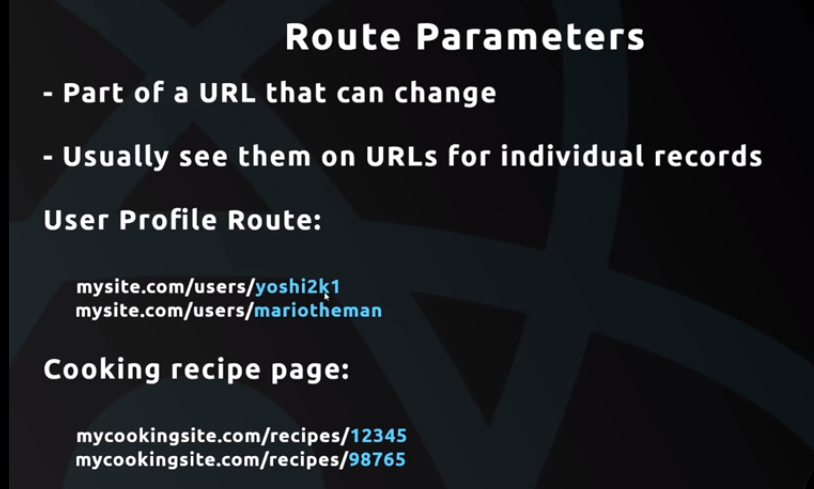 Route Parameters
- Part of a URL that can change
- Usually see them on URLs for individual records
User Profile Route:
mysite.com/users/yoshi2k1
mysite.com/users/mariotheman
Cooking recipe page:
mycookingsite.com/recipes/12345
mycookingsite.com/recipes/98765